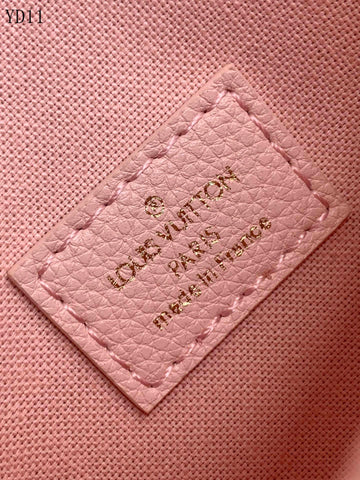 YD11
®
LOUIS VUITTON
PARIS
made in France